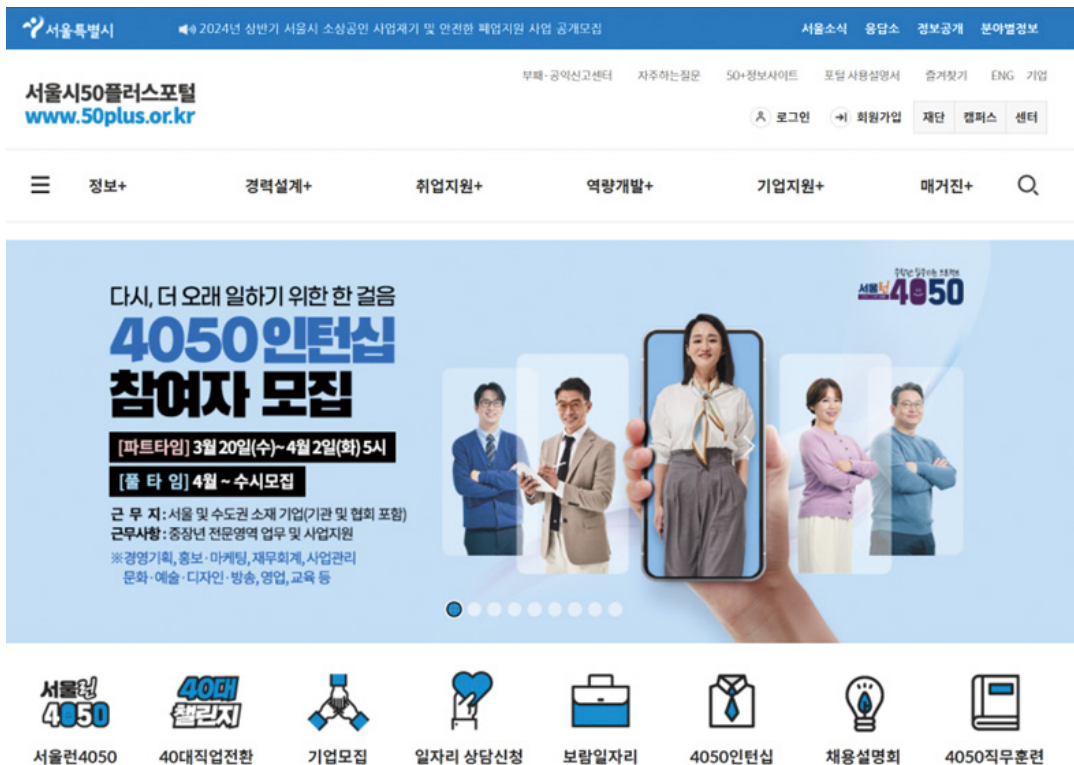 서울특별시
2024년 상반기 서울시 소상공인 사업재기 및 안전한 폐업지원 사업 공개모집
서울소식 응답소 정보공개 분야별정보
부패·공익신고센터 자주하는질문 50+정보사이트 포털 사용설명서 즐겨찾기 ENG 기업
서울시50플러스포털
www.50plus.or.kr
로그인 회원가입 재단 캠퍼스 센터
정보+ 경력설계+ 취업지원+ 역량개발+ 기업지원+ 매거진+
다시, 더 오래 일하기 위한 한 걸음
4050인턴십
참여자 모집
[파트타임] 3월 20일(수)~4월 2일(화) 5시
[풀 타 임] 4월 ~ 수시모집
근 무 지 : 서울 및 수도권 소재 기업(기관 및 협회 포함)
근무사항 : 중장년 전문영역 업무 및 사업지원
※경영기획, 홍보·마케팅, 재무회계, 사업관리
문화·예술·디자인·방송, 영업, 교육 등
서울런 4050
서울런
4050
40대
챌린지
서울런4050 40대직업전환 기업모집 일자리 상담신청 보람일자리 4050인턴십 채용설명회 4050직무훈련